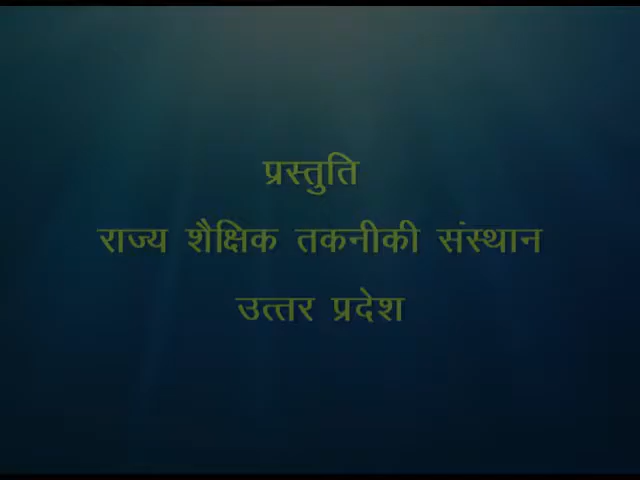 प्रस्तुति
राज्य शैक्षिक तकनीकी संस्थान
उत्तर प्रदेश